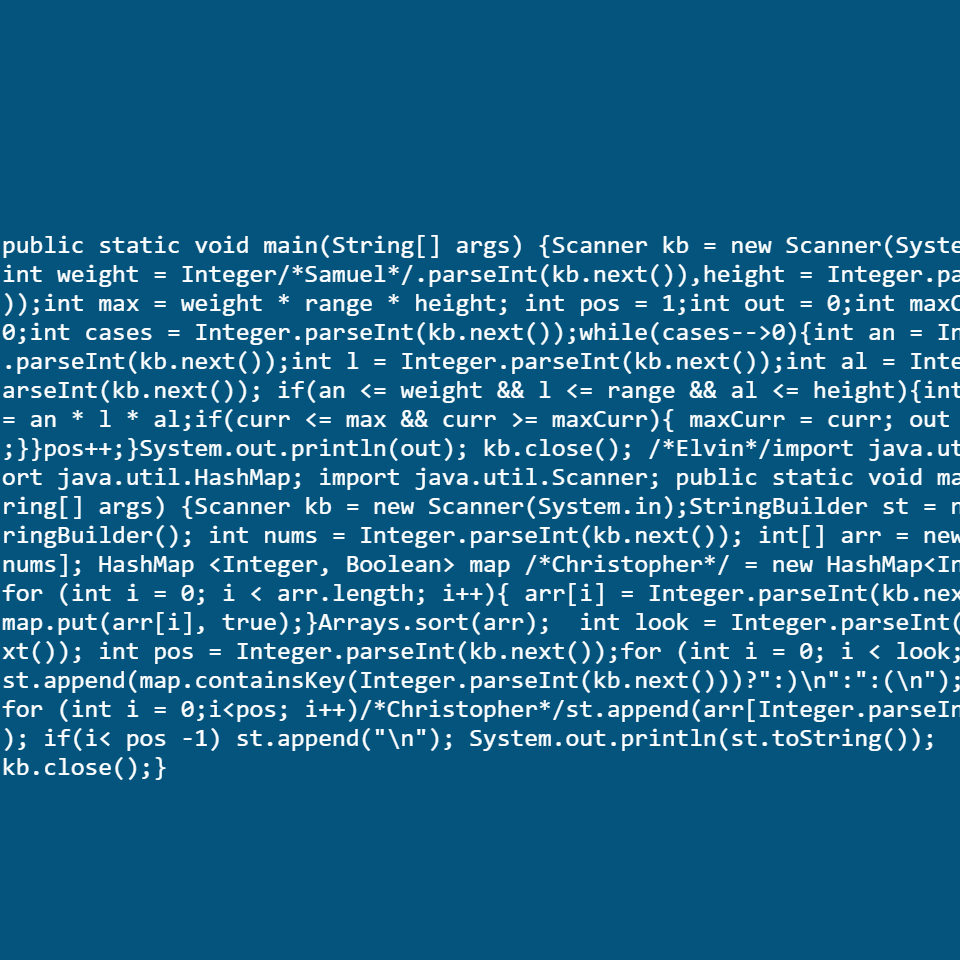 public static void main(String[] args) {Scanner kb = new Scanner(Syste
int weight = Integer/*Samuel*/.parseInt(kb.next()),height = Integer.pa
));int max = weight * range * height; int pos = 1;int out = 0;int maxC
0;int cases = Integer.parseInt(kb.next());while(cases-->0){int an = In
.parseInt(kb.next());int l = Integer.parseInt(kb.next());int al = Inte
arseInt(kb.next()); if(an <= weight && l <= range && al <= height){int
= an * l * al;if(curr <= max && curr >= maxCurr){ maxCurr = curr; out
;}}pos++;}System.out.println(out); kb.close(); /*Elvin*/import java.ut
ort java.util.HashMap; import java.util.Scanner; public static void ma
ring[] args) {Scanner kb = new Scanner(System.in);StringBuilder st = n
ringBuilder(); int nums = Integer.parseInt(kb.next()); int[] arr = new
nums]; HashMap <Integer, Boolean> map /*Christopher*/ = new HashMap<In
for (int i = 0; i < arr.length; i++){ arr[i] = Integer.parseInt(kb.nex
map.put(arr[i], true);}Arrays.sort(arr);  int look = Integer.parseInt(
xt()); int pos = Integer.parseInt(kb.next());for (int i = 0; i < look;
st.append(map.containsKey(Integer.parseInt(kb.next()))?":)\n":":(\n");
for (int i = 0;i<pos; i++)/*Christopher*/st.append(arr[Integer.parseIn
); if(i< pos -1) st.append("\n"); System.out.println(st.toString());
kb.close();}